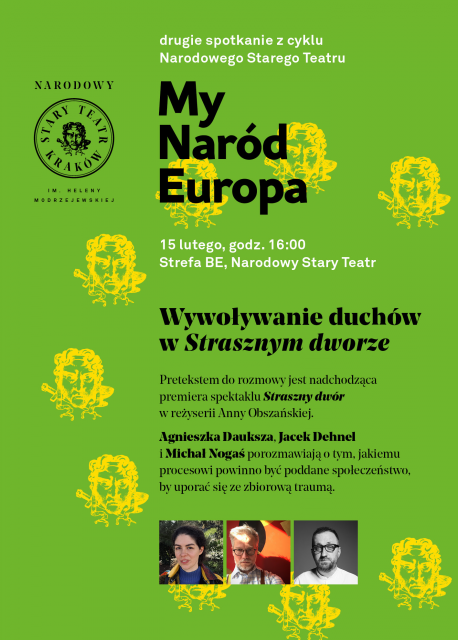 drugie spotkanie z cyklu
Narodowego Starego Teatru
NARODOWY
STARY TEATR
KRAKÓW
IM. HELENY
MODRZEJEWSKIEJ
My
Naród
Europa
15 lutego, godz. 16:00
Strefa BE, Narodowy Stary Teatr
Wywoływanie duchów
w Strasznym dworze
Pretekstem do rozmowy jest nadchodząca
premiera spektaklu Straszny dwór
w reżyserii Anny Obszańskiej.
Agnieszka Dauksza, Jacek Dehnel
i Michał Nogaś porozmawiają o tym, jakiemu
procesowi powinno być poddane społeczeństwo,
by uporać się ze zbiorową traumą.